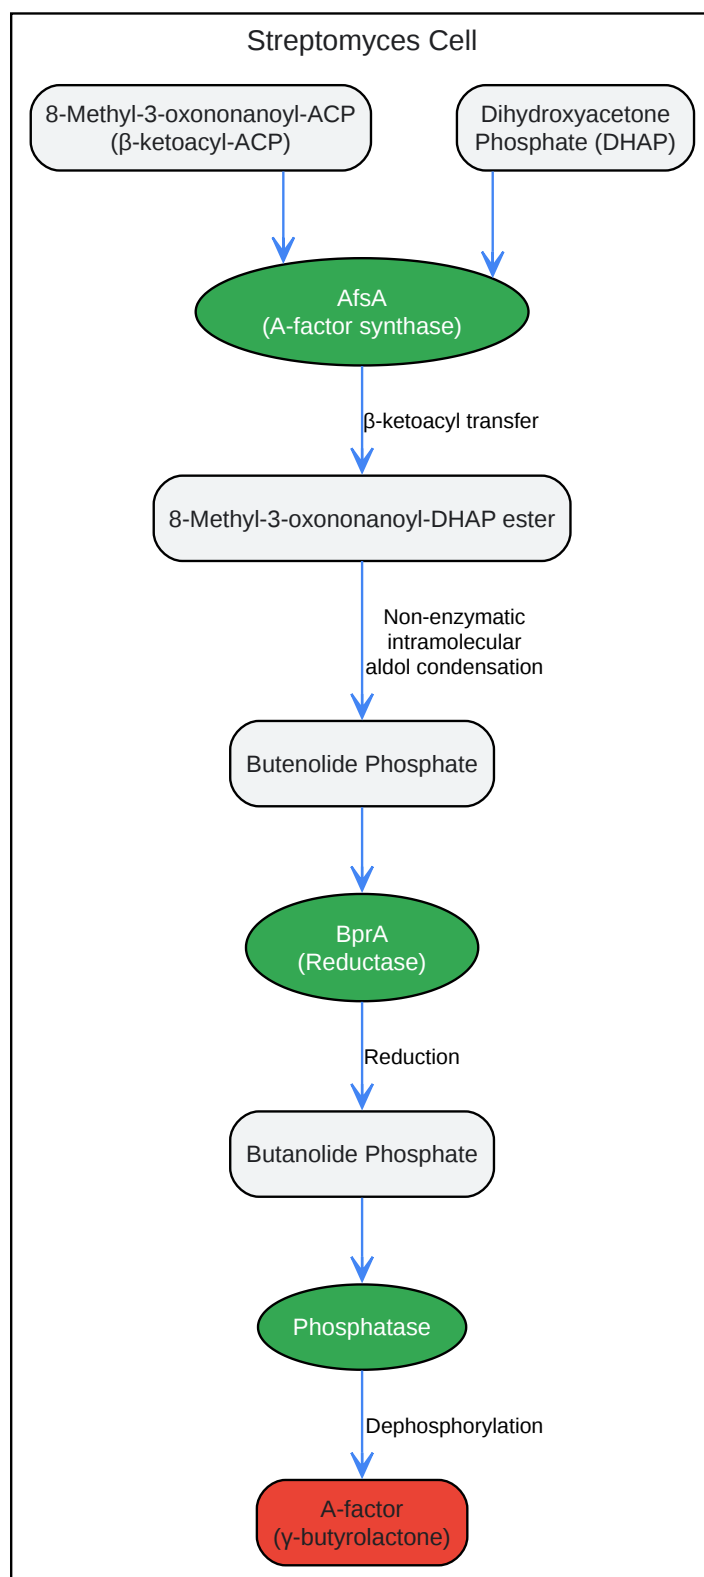 Streptomyces Cell
8-Methyl-3-oxononanoyl-ACP
(β-ketoacyl-ACP)
Dihydroxyacetone
Phosphate (DHAP)
AfsA
(A-factor synthase)
β-ketoacyl transfer
8-Methyl-3-oxononanoyl-DHAP ester
Non-enzymatic
intramolecular
aldol condensation
Butenolide Phosphate
BprA
(Reductase)
Reduction
Butanolide Phosphate
Phosphatase
Dephosphorylation
A-factor
(γ-butyrolactone)